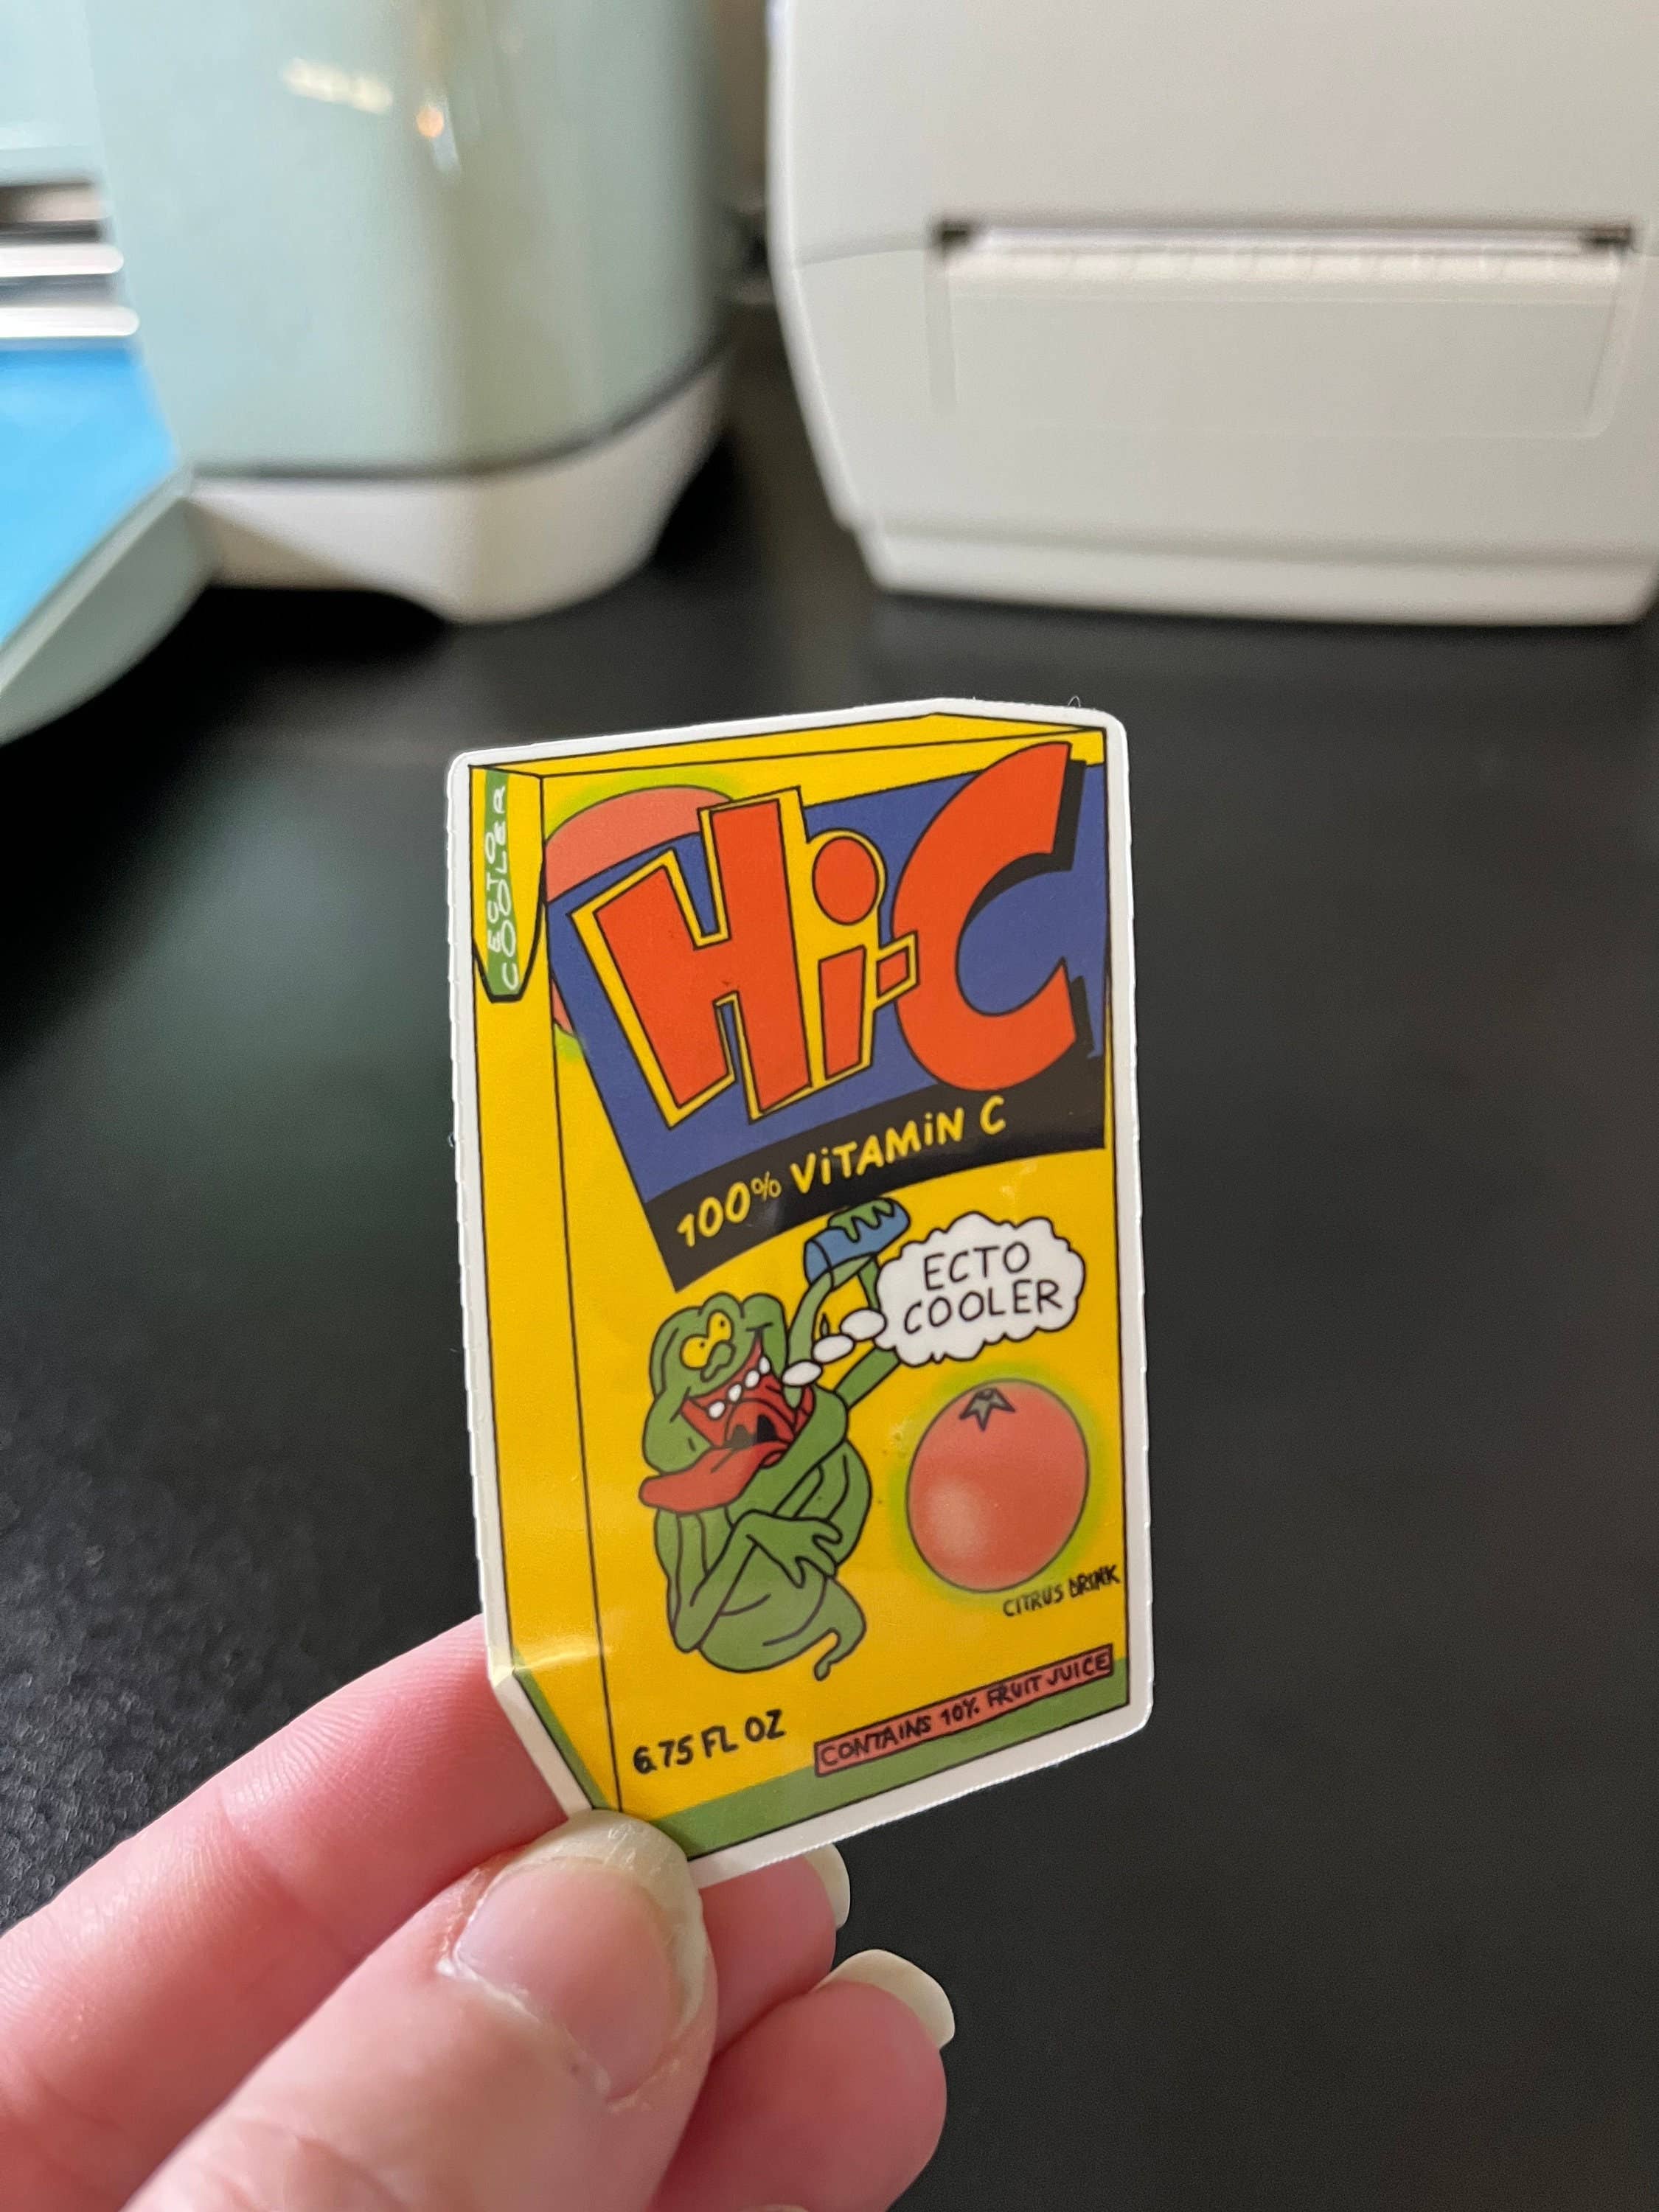 ECTO
COOLER
Hi-C
100% ViTAMiN C
ECTO
COOLER
CITRUS DRINK
6.75 FL OZ
CONTAINS 10% FRUIT JUICE